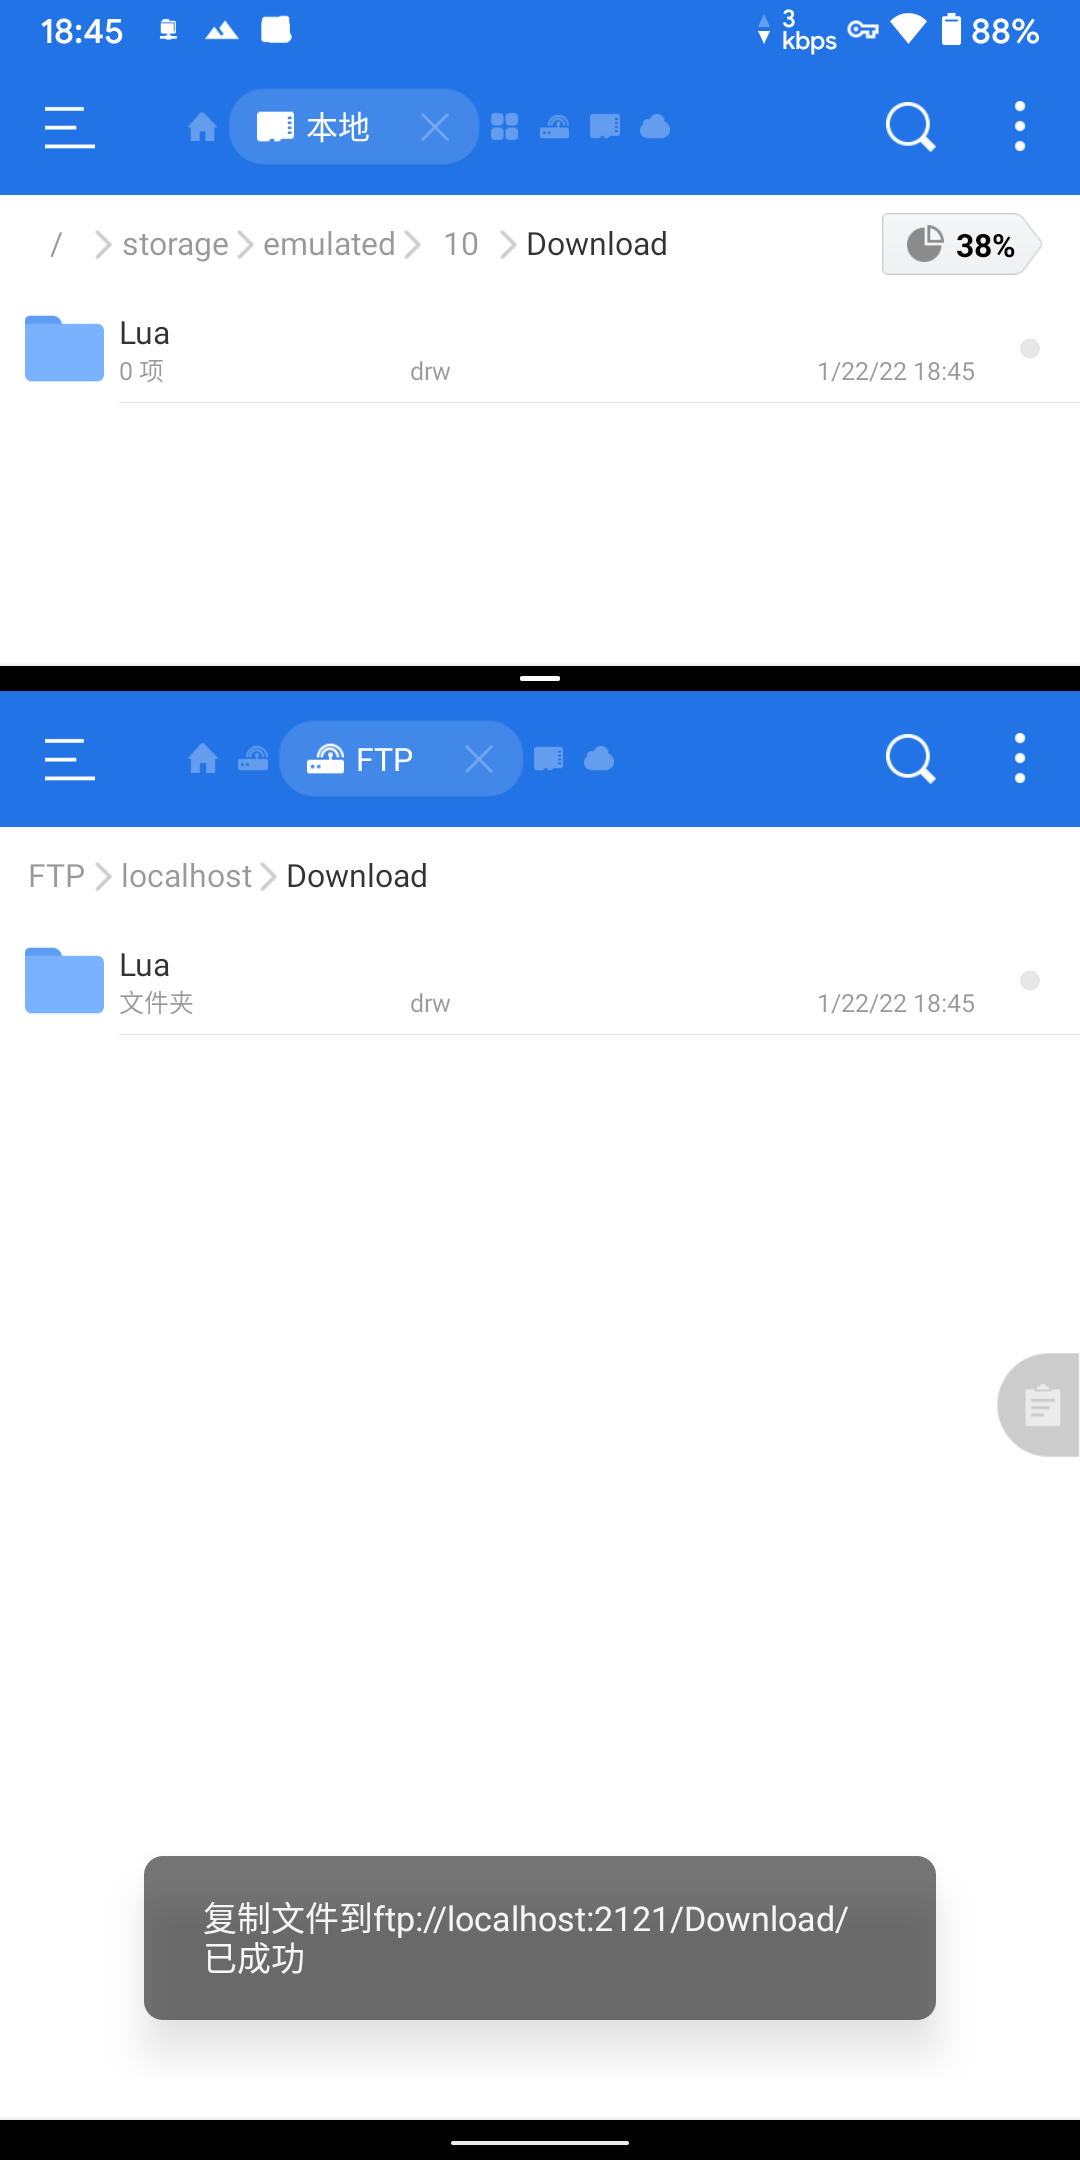 18:45
3
kbps
88%
本地
/ storage emulated 10 Download
38%
Lua
0 项 drw 1/22/22 18:45
FTP
FTP localhost Download
Lua
文件夹 drw 1/22/22 18:45
复制文件到ftp://localhost:2121/Download/
已成功